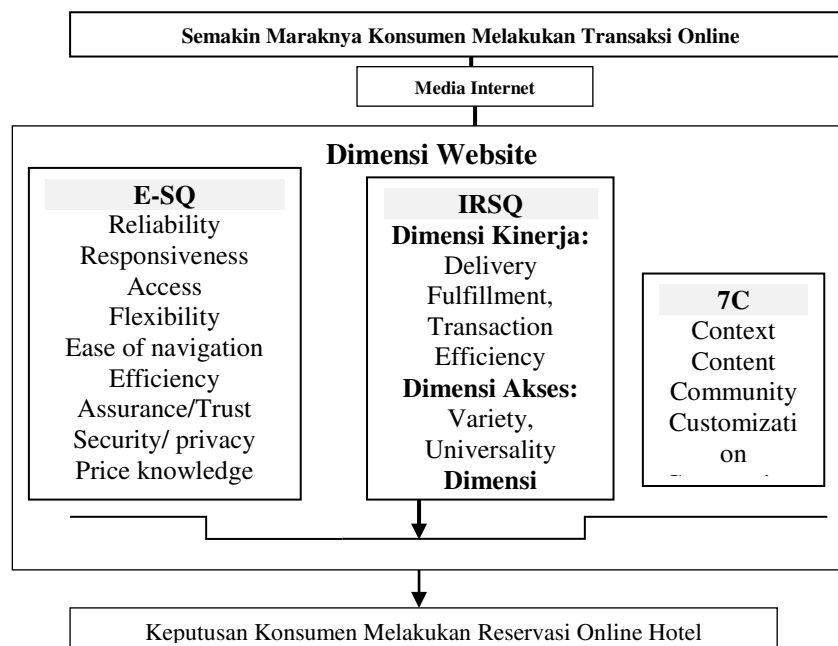 Semakin Maraknya Konsumen Melakukan Transaksi Online
Media Internet
Dimensi Website
E-SQ
Reliability
Responsiveness
Access
Flexibility
Ease of navigation
Efficiency
Assurance/Trust
Security/ privacy
Price knowledge
IRSQ
Dimensi Kinerja:
Delivery
Fulfillment,
Transaction
Efficiency
Dimensi Akses:
Variety,
Universality
Dimensi
7C
Context
Content
Community
Customizati
on
Keputusan Konsumen Melakukan Reservasi Online Hotel